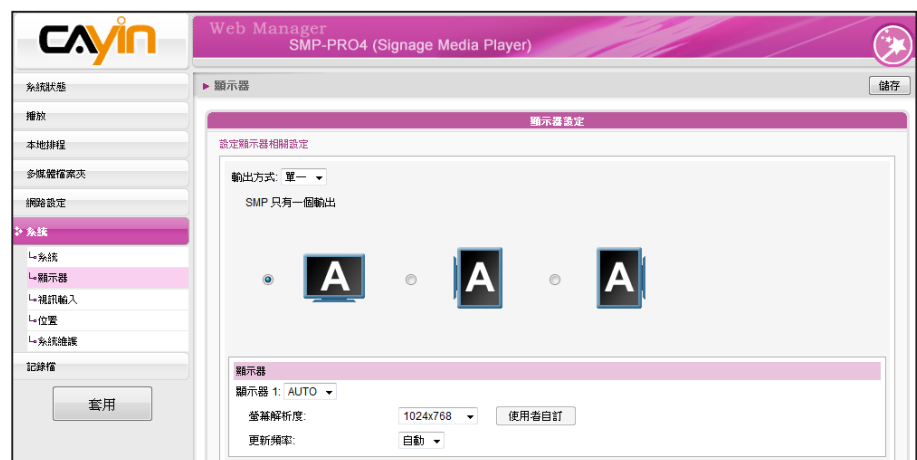 CAYIN
Web Manager
SMP-PRO4 (Signage Media Player)
系統狀態
播放
本地排程
多媒體檔案夾
網路設定
系統
系統
顯示器
視訊輸入
位置
系統維護
記錄檔
套用
顯示器
儲存
顯示器設定
設定顯示器相關設定
輸出方式: 單一
SMP 只有一個輸出
A A A
顯示器
顯示器 1: AUTO
螢幕解析度: 1024x768 使用者自訂
更新頻率: 自動